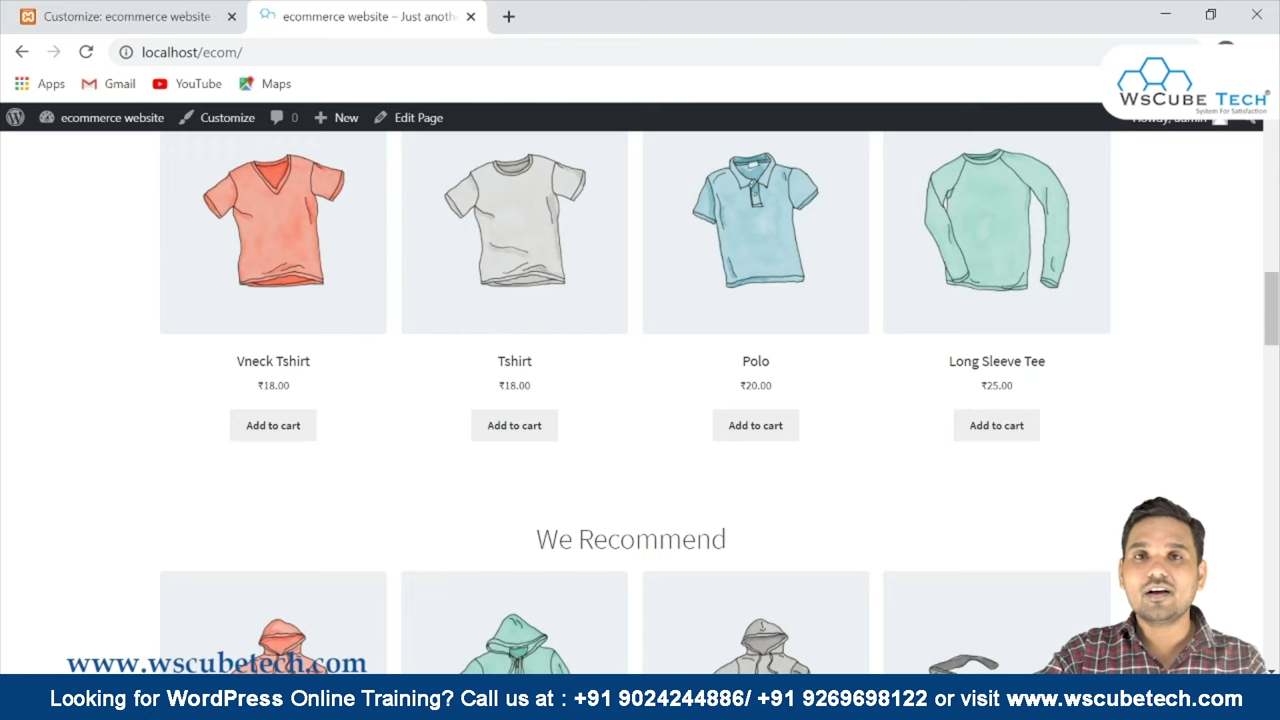 Customize: ecommerce website
ecommerce website – Just anoth
localhost/ecom/
Apps
Gmail
YouTube
Maps
WsCube Tech®
System For Satisfaction
ecommerce website
Customize
0
New
Edit Page
Howdy, admin
Vneck Tshirt
Tshirt
Polo
Long Sleeve Tee
₹18.00
₹18.00
₹20.00
₹25.00
Add to cart
Add to cart
Add to cart
Add to cart
We Recommend
www.wscubetech.com
Looking for WordPress Online Training? Call us at : +91 9024244886/ +91 9269698122 or visit www.wscubetech.com